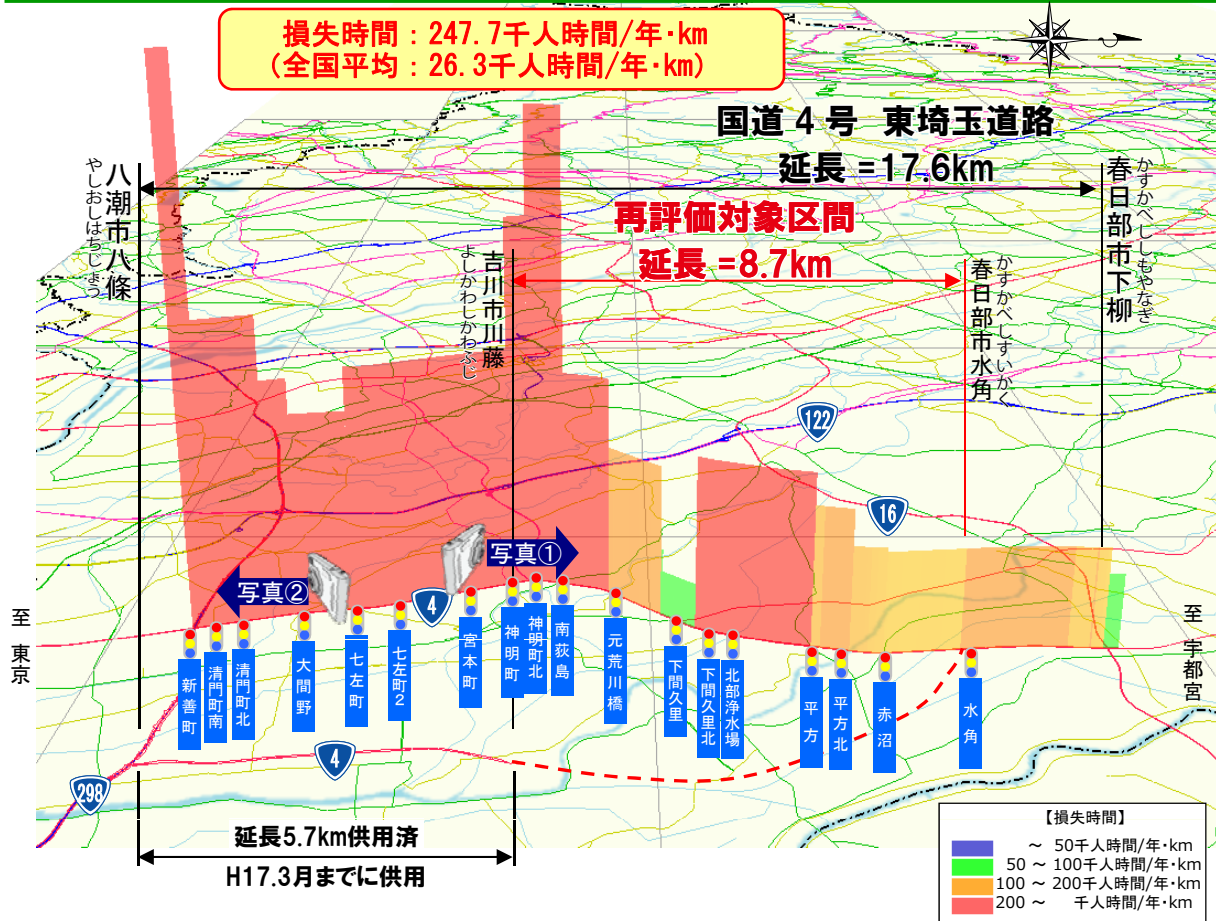 損失時間：247.7千人時間/年・km
（全国平均：26.3千人時間/年・km）
国道4号 東埼玉道路
延長＝17.6km
再評価対象区間
延長＝8.7km
八潮市八條
やしおしはちじょう
吉川市川藤
よしかわしかわふじ
春日部市水角
かすかべしすいかく
春日部市下柳
かすかべししもやなぎ
122
16
写真①
写真②
4
至 東京
至 宇都宮
新善町
清門町南
清門町北
大間野
七左町
七左町2
宮本町
神明町
神明町北
南荻島
元荒川橋
下間久里
下間久里北
北部浄水場
平方
平方北
赤沼
水角
4
298
延長5.7km供用済
H17.3月までに供用
【損失時間】
～ 50千人時間/年・km
50 ～ 100千人時間/年・km
100 ～ 200千人時間/年・km
200 ～ 千人時間/年・km